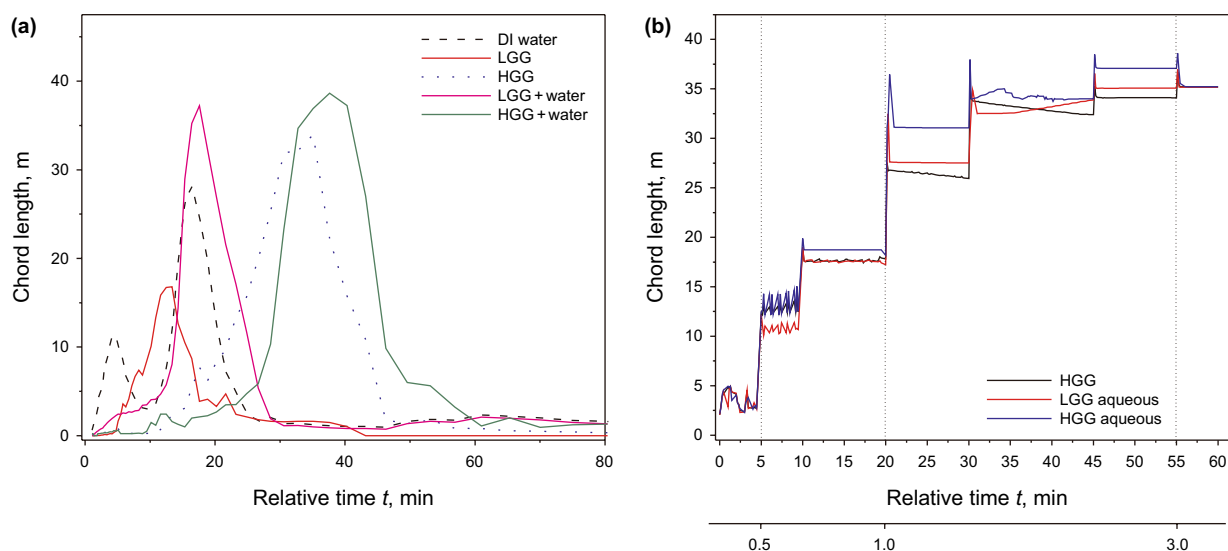 (a)
Chord length, m
40
30
20
10
0
DI water
LGG
HGG
LGG + water
HGG + water
0 20 40 60 80
Relative time t, min
(b)
Chord lenght, m
40
35
30
25
20
15
10
5
0
HGG
LGG aqueous
HGG aqueous
0 5 10 15 20 30 45 50 55 60
Relative time t, min
0.5 1.0 3.0